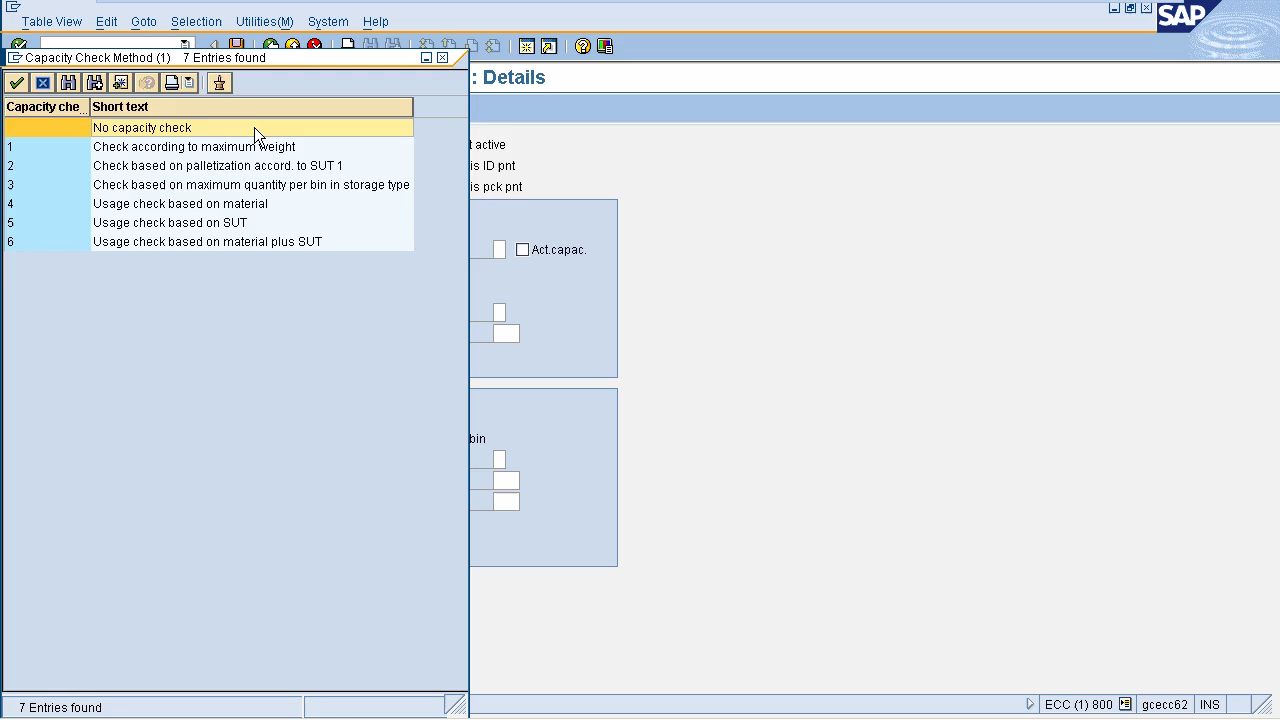 Table View Edit Goto Selection Utilities(M) System Help
SAP
Capacity Check Method (1) 7 Entries found
: Details
Capacity che... Short text
No capacity check
1 Check according to maximum weight
2 Check based on palletization accord. to SUT 1
3 Check based on maximum quantity per bin in storage type
4 Usage check based on material
5 Usage check based on SUT
6 Usage check based on material plus SUT
t active
is ID pnt
is pck pnt
Act.capac.
bin
7 Entries found
ECC (1) 800 gcecc62 INS